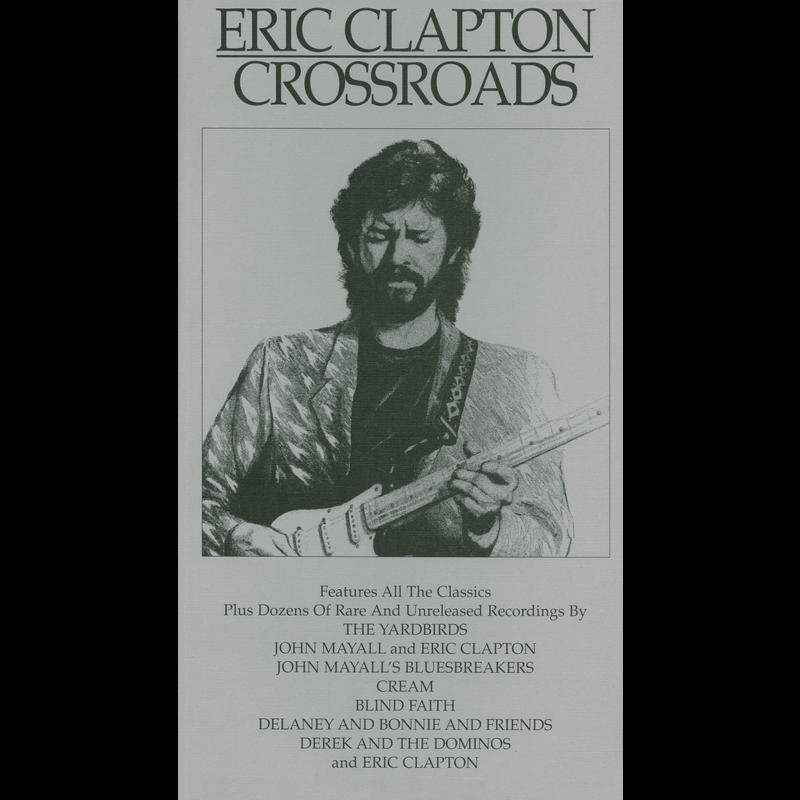 ERIC CLAPTON
CROSSROADS
Features All The Classics
Plus Dozens Of Rare And Unreleased Recordings By
THE YARDBIRDS
JOHN MAYALL and ERIC CLAPTON
JOHN MAYALL'S BLUESBREAKERS
CREAM
BLIND FAITH
DELANEY AND BONNIE AND FRIENDS
DEREK AND THE DOMINOS
and ERIC CLAPTON